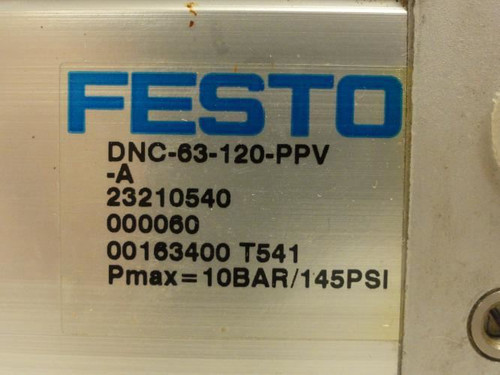 FESTO
DNC-63-120-PPV
-A
23210540
000060
00163400 T541
Pmax=10BAR/145PSI